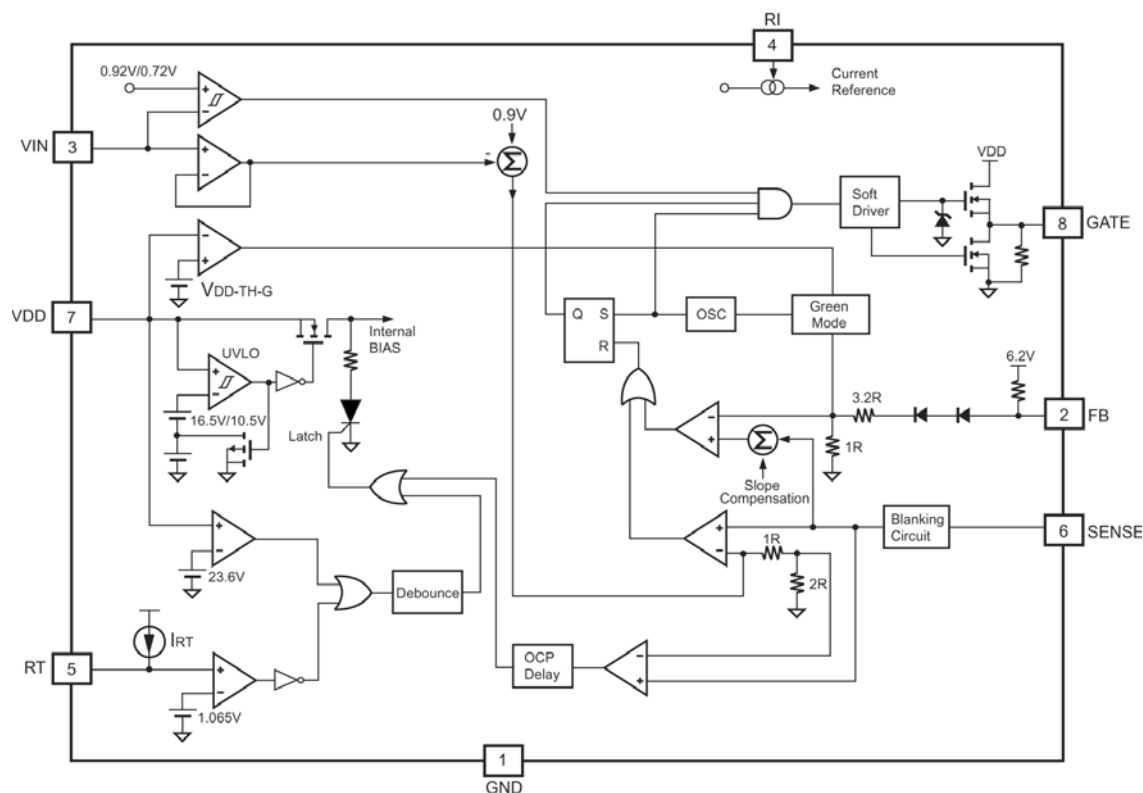 RI
4
0.92V/0.72V
Current
Reference
+
-
0.9V
VIN
3
+
-
-
Σ
VDD
Soft
Driver
8
GATE
-
+
VDD-TH-G
VDD
7
Internal
BIAS
Q
S
R
OSC
Green
Mode
UVLO
+
-
16.5V/10.5V
6.2V
3.2R
2
FB
Latch
-
+
Σ
1R
Slope
Compensation
+
-
Blanking
Circuit
6
SENSE
+
-
23.6V
1R
2R
Debounce
IRT
RT
5
+
-
1.065V
OCP
Delay
-
+
1
GND